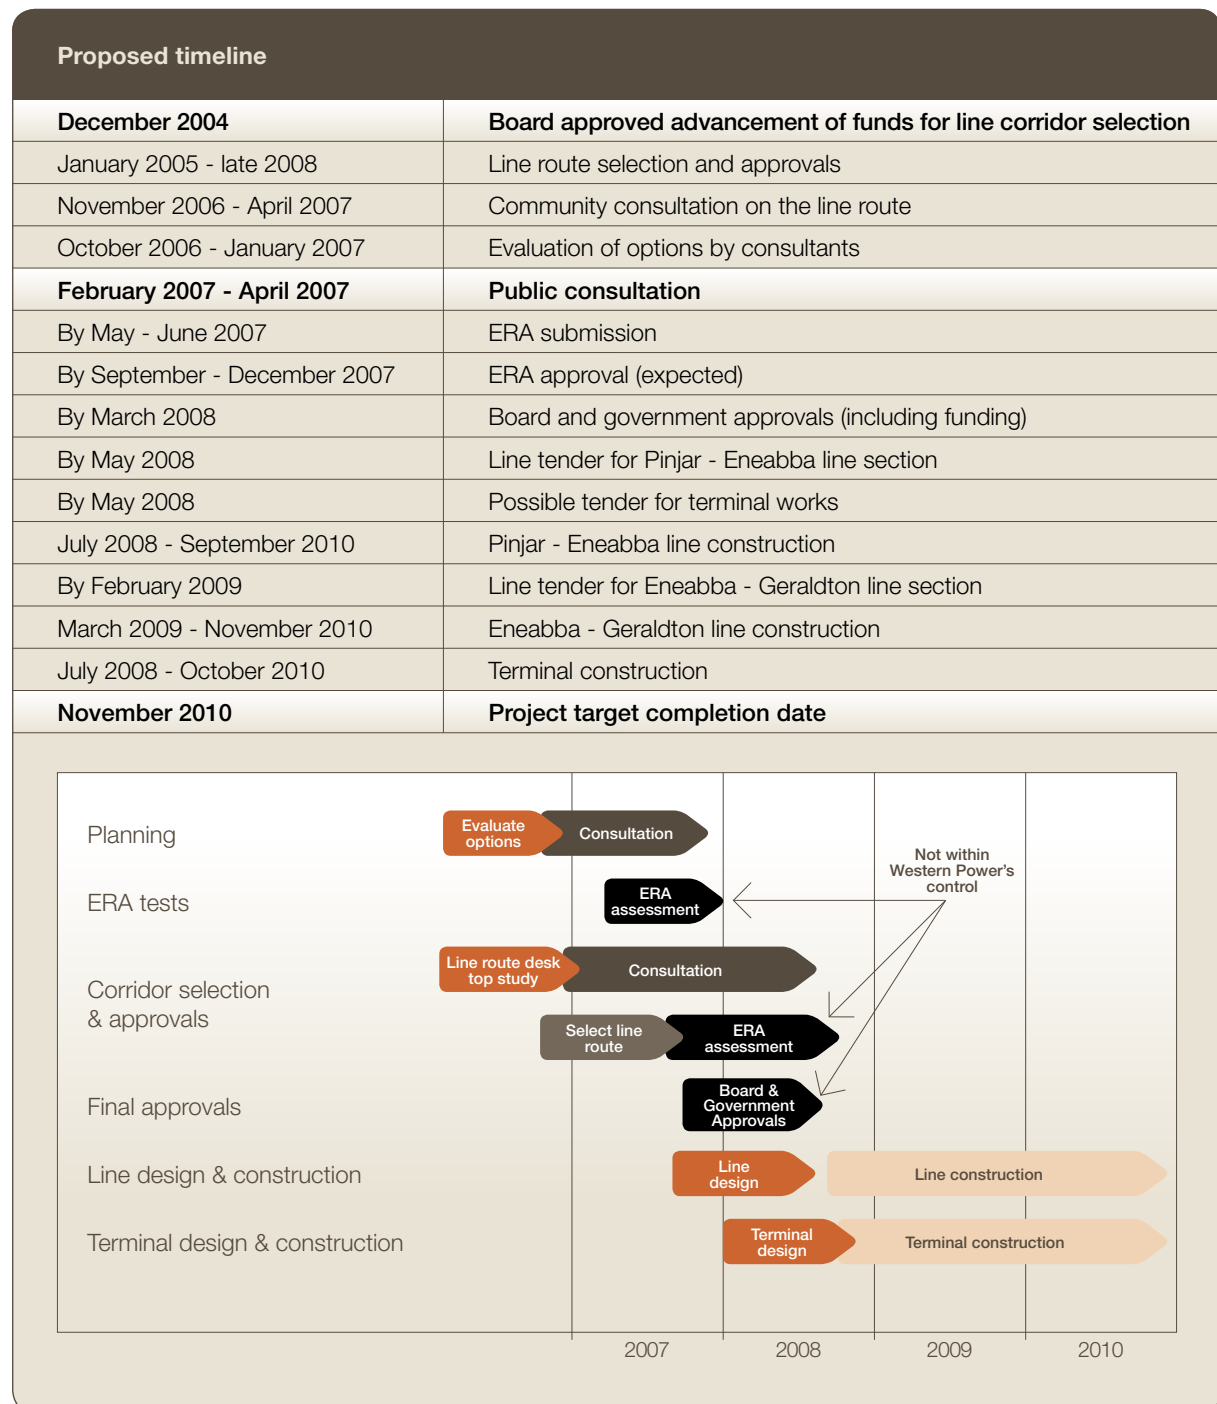 Proposed timeline
December 2004 Board approved advancement of funds for line corridor selection
January 2005 - late 2008 Line route selection and approvals
November 2006 - April 2007 Community consultation on the line route
October 2006 - January 2007 Evaluation of options by consultants
February 2007 - April 2007 Public consultation
By May - June 2007 ERA submission
By September - December 2007 ERA approval (expected)
By March 2008 Board and government approvals (including funding)
By May 2008 Line tender for Pinjar - Eneabba line section
By May 2008 Possible tender for terminal works
July 2008 - September 2010 Pinjar - Eneabba line construction
By February 2009 Line tender for Eneabba - Geraldton line section
March 2009 - November 2010 Eneabba - Geraldton line construction
July 2008 - October 2010 Terminal construction
November 2010 Project target completion date
Planning
Evaluate
options
Consultation
Not within
Western Power's
control
ERA tests
ERA
assessment
Corridor selection
& approvals
Line route desk
top study
Consultation
Select line
route
ERA
assessment
Final approvals
Board &
Government
Approvals
Line design & construction
Line
design
Line construction
Terminal design & construction
Terminal
design
Terminal construction
2007 2008 2009 2010